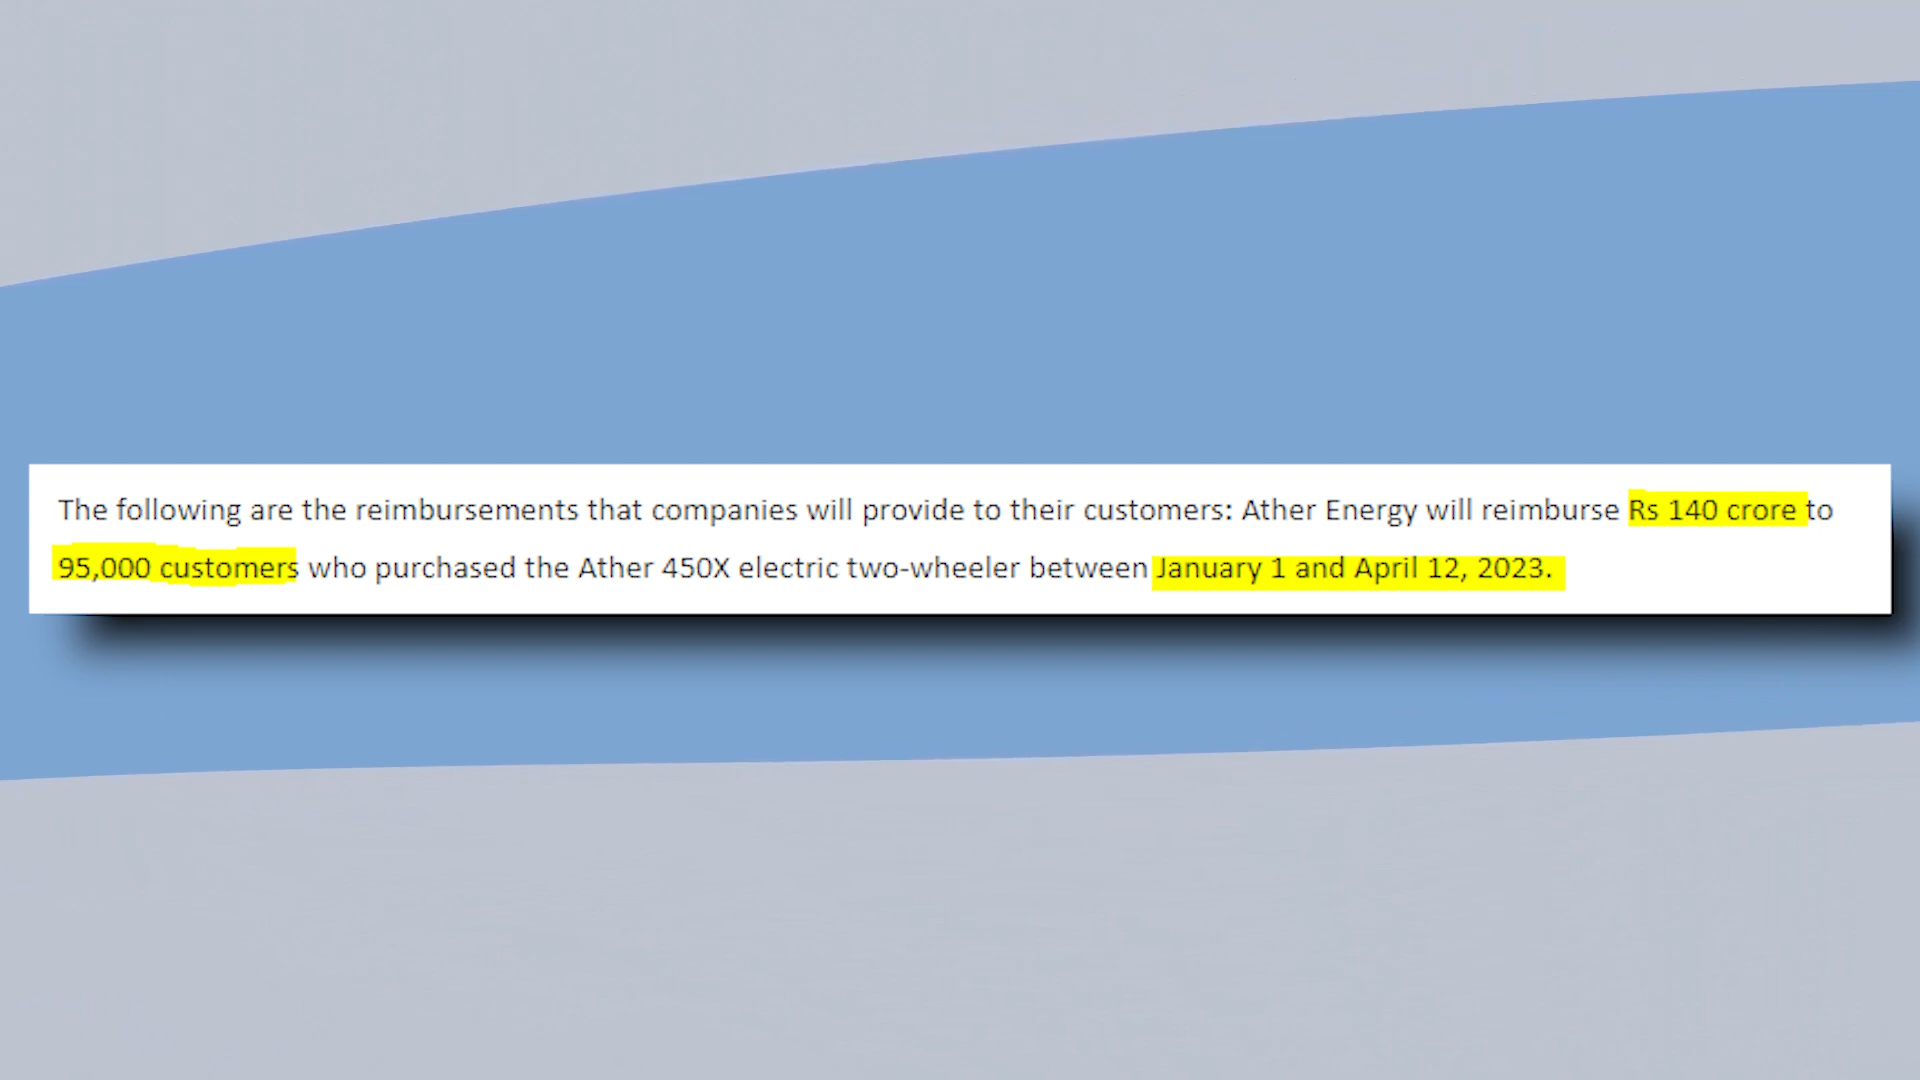 The following are the reimbursements that companies will provide to their customers: Ather Energy will reimburse Rs 140 crore to
95,000 customers who purchased the Ather 450X electric two-wheeler between January 1 and April 12, 2023.